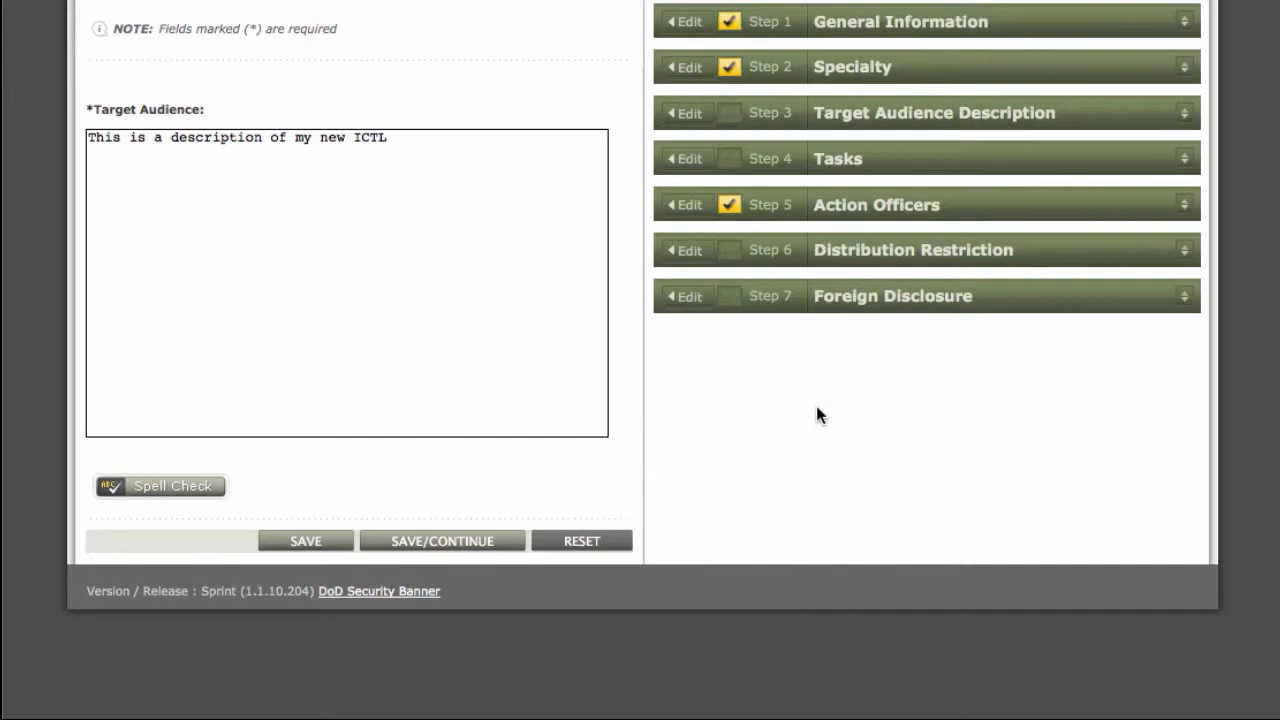 NOTE: Fields marked (*) are required
*Target Audience:
This is a description of my new ICTL
ABC Spell Check
SAVE SAVE/CONTINUE RESET
Edit Step 1 General Information
Edit Step 2 Specialty
Edit Step 3 Target Audience Description
Edit Step 4 Tasks
Edit Step 5 Action Officers
Edit Step 6 Distribution Restriction
Edit Step 7 Foreign Disclosure
Version / Release : Sprint (1.1.10.204) DoD Security Banner